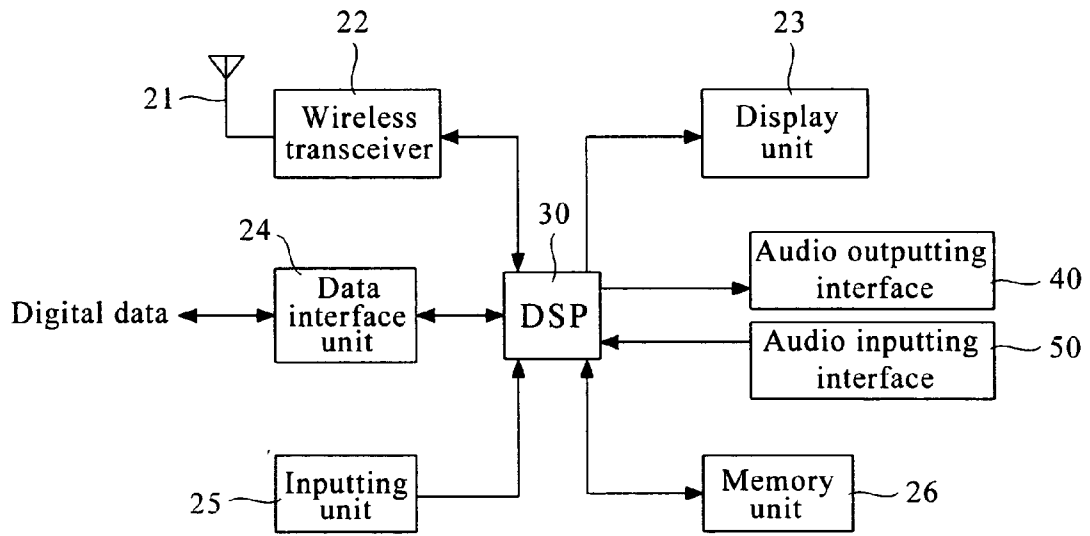 22
23
21
Wireless
transceiver
Display
unit
24
30
Audio outputting
interface
40
Digital data
Data
interface
unit
DSP
Audio inputting
interface
50
25
Inputting
unit
Memory
unit
26